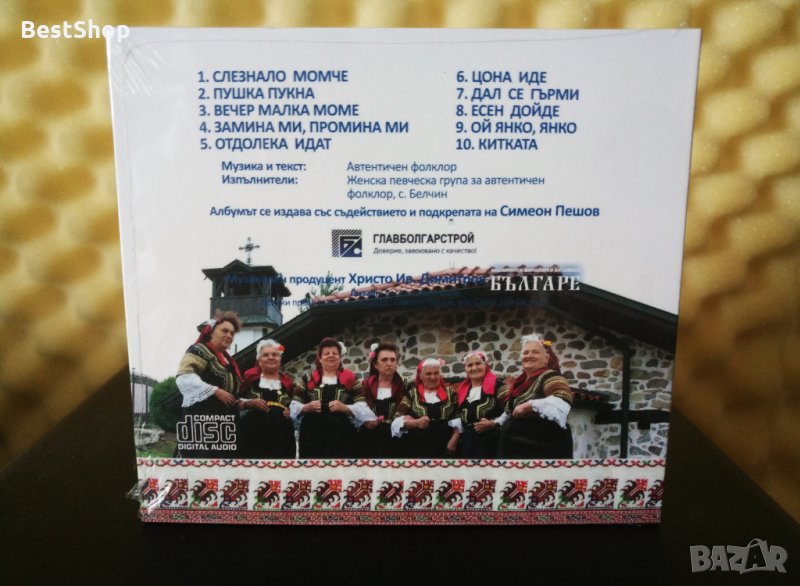 BestShop
1. СЛЕЗНАЛО МОМЧЕ
2. ПУШКА ПУКНА
3. ВЕЧЕР МАЛКА МОМЕ
4. ЗАМИНА МИ, ПРОМИНА МИ
5. ОТДОЛЕКА ИДАТ
6. ЦОНА ИДЕ
7. ДАЛ СЕ ГЪРМИ
8. ЕСЕН ДОЙДЕ
9. ОЙ ЯНКО, ЯНКО
10. КИТКАТА
Музика и текст: Автентичен фолклор
Изпълнители: Женска певческа група за автентичен
фолклор, с. Белчин
Албумът се издава със съдействието и подкрепата на Симеон Пешов
ГЛАВБОЛГАРСТРОЙ
Доверие, завоювано с качество!
продуцент Христо Ив. Димитров
БЪЛГАРЕ
COMPACT
disc
DIGITAL AUDIO
BAZAR